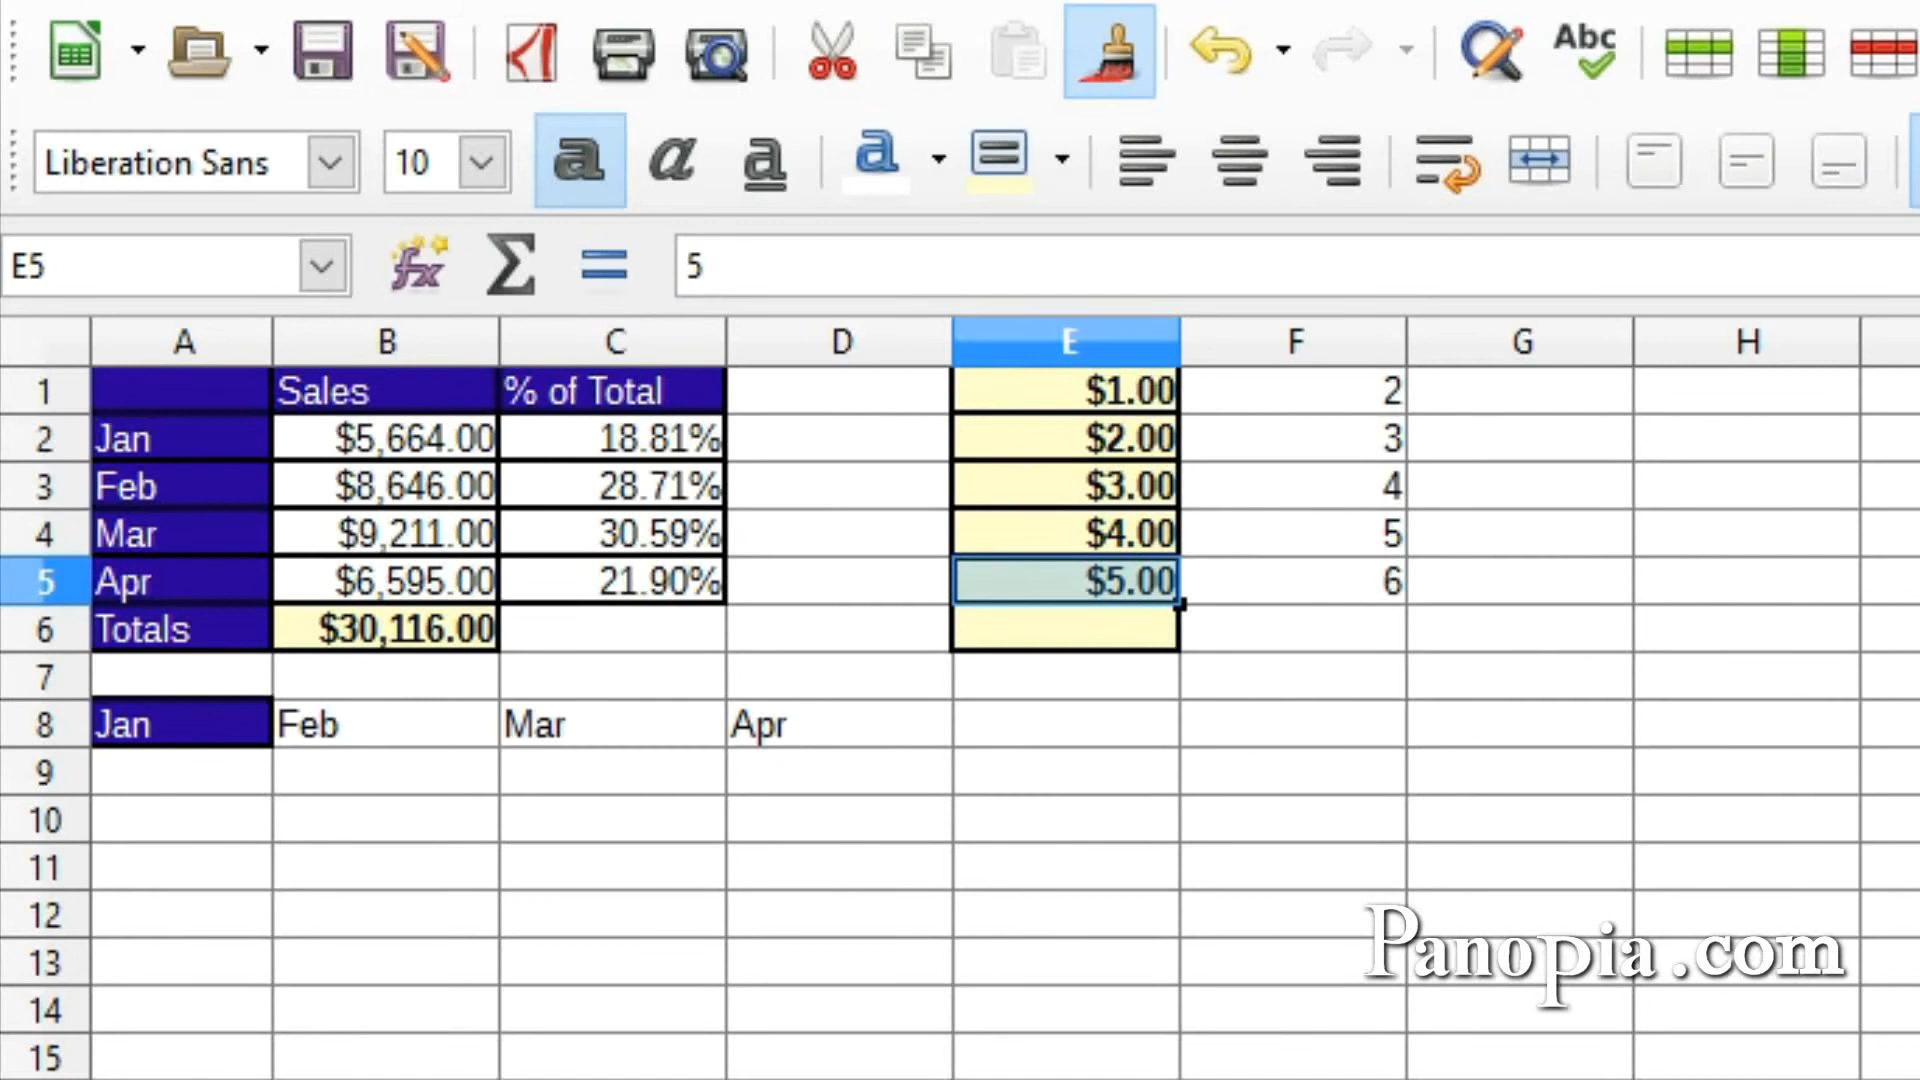 Abc
Liberation Sans 10 a a a a
E5 fx Σ = 5
A B C D E F G H
1 Sales % of Total $1.00 2
2 Jan $5,664.00 18.81% $2.00 3
3 Feb $8,646.00 28.71% $3.00 4
4 Mar $9,211.00 30.59% $4.00 5
5 Apr $6,595.00 21.90% $5.00 6
6 Totals $30,116.00
7
8 Jan Feb Mar Apr
9
10
11
12
13
14
15
Panopia.com